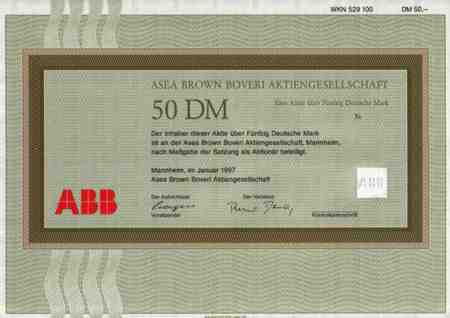 WKN 529 100 DM 50,–
ASEA BROWN BOVERI AKTIENGESELLSCHAFT
50 DM Eine Aktie über Fünfzig Deutsche Mark
№
Der Inhaber dieser Aktie über Fünfzig Deutsche Mark
ist an der Asea Brown Boveri Aktiengesellschaft, Mannheim,
nach Maßgabe der Satzung als Aktionär beteiligt.
Mannheim, im Januar 1997
Asea Brown Boveri Aktiengesellschaft
ABB
ABB
Der Aufsichtsrat Der Vorstand
Vorsitzender Kontrollunterschrift